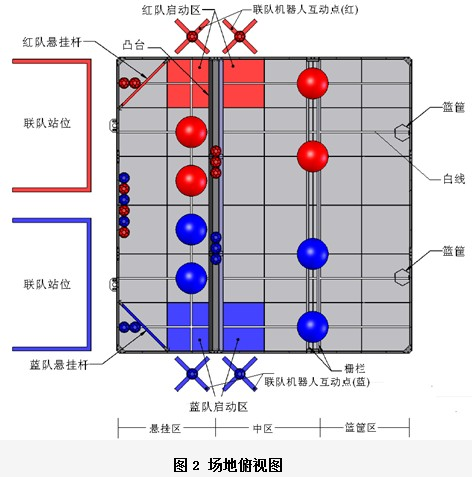 红队启动区
联队机器人互动点(红)
红队悬挂杆
凸台
联队站位
篮筐
白线
联队站位
篮筐
蓝队悬挂杆
栅栏
联队机器人互动点(蓝)
蓝队启动区
悬挂区
中区
篮筐区
图 2 场地俯视图